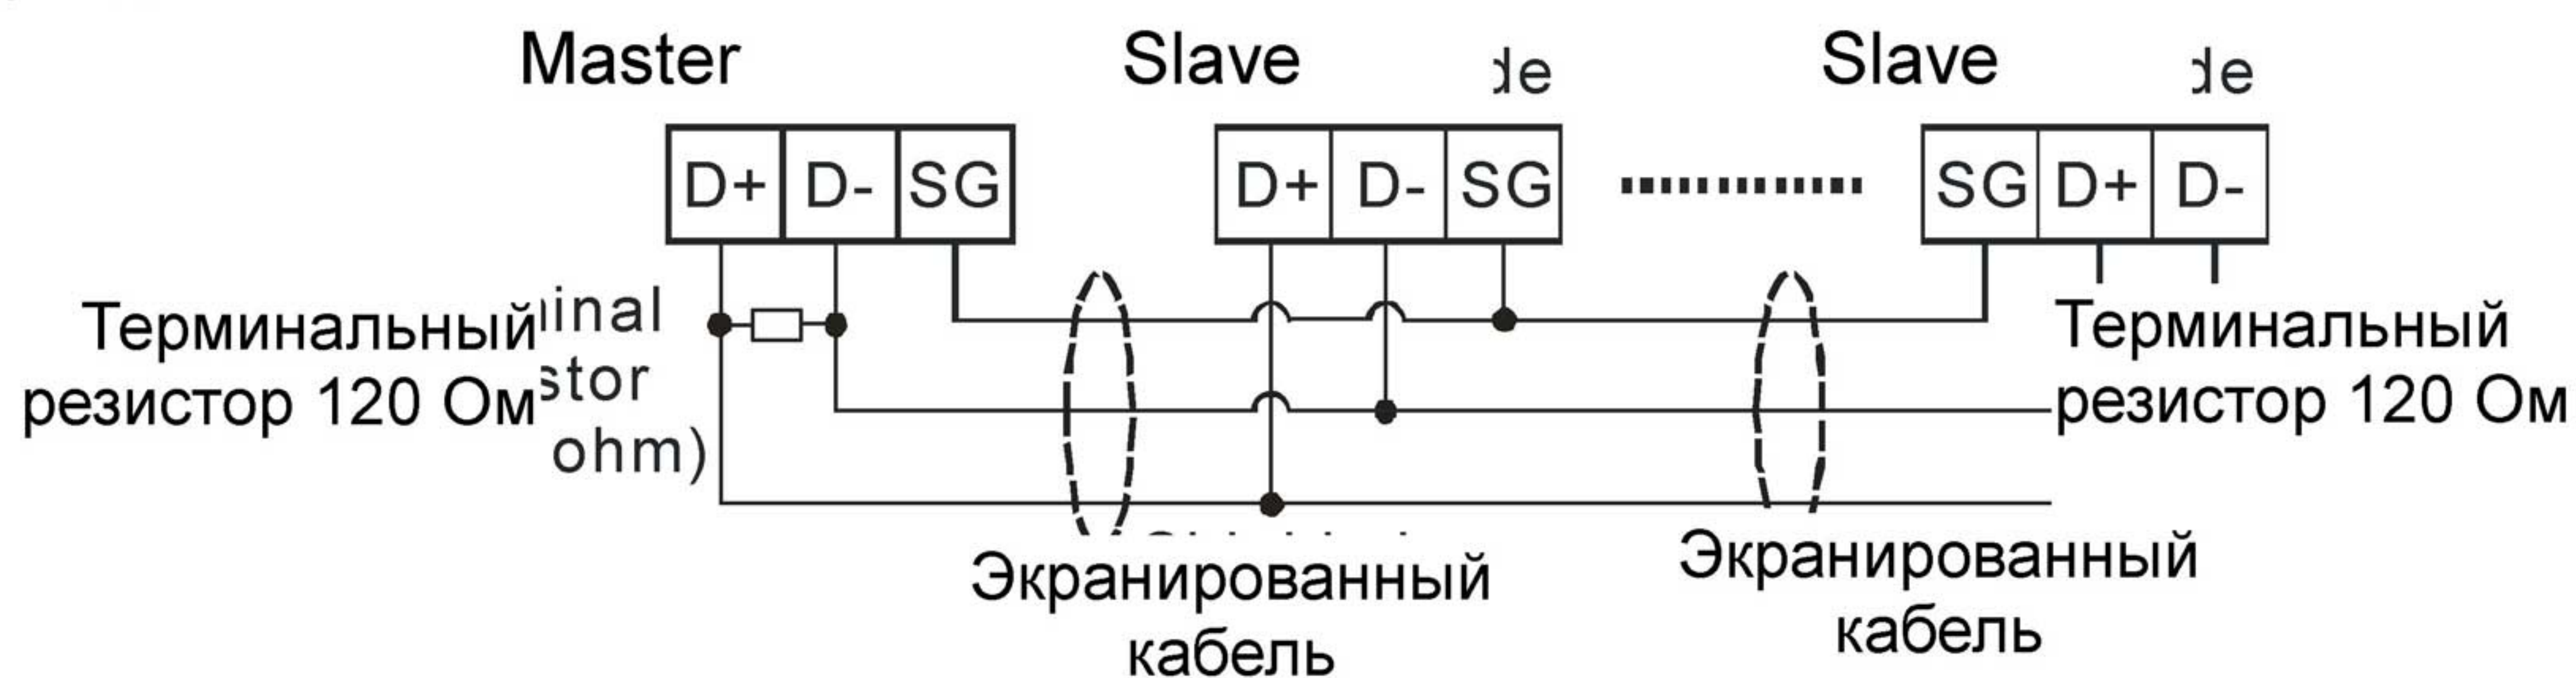 Master
Slave
Slave
D+ D- SG
D+ D- SG
SG D+ D-
Терминальный
резистор 120 Ом
ohm)
Терминальный
резистор 120 Ом
Экранированный
кабель
Экранированный
кабель